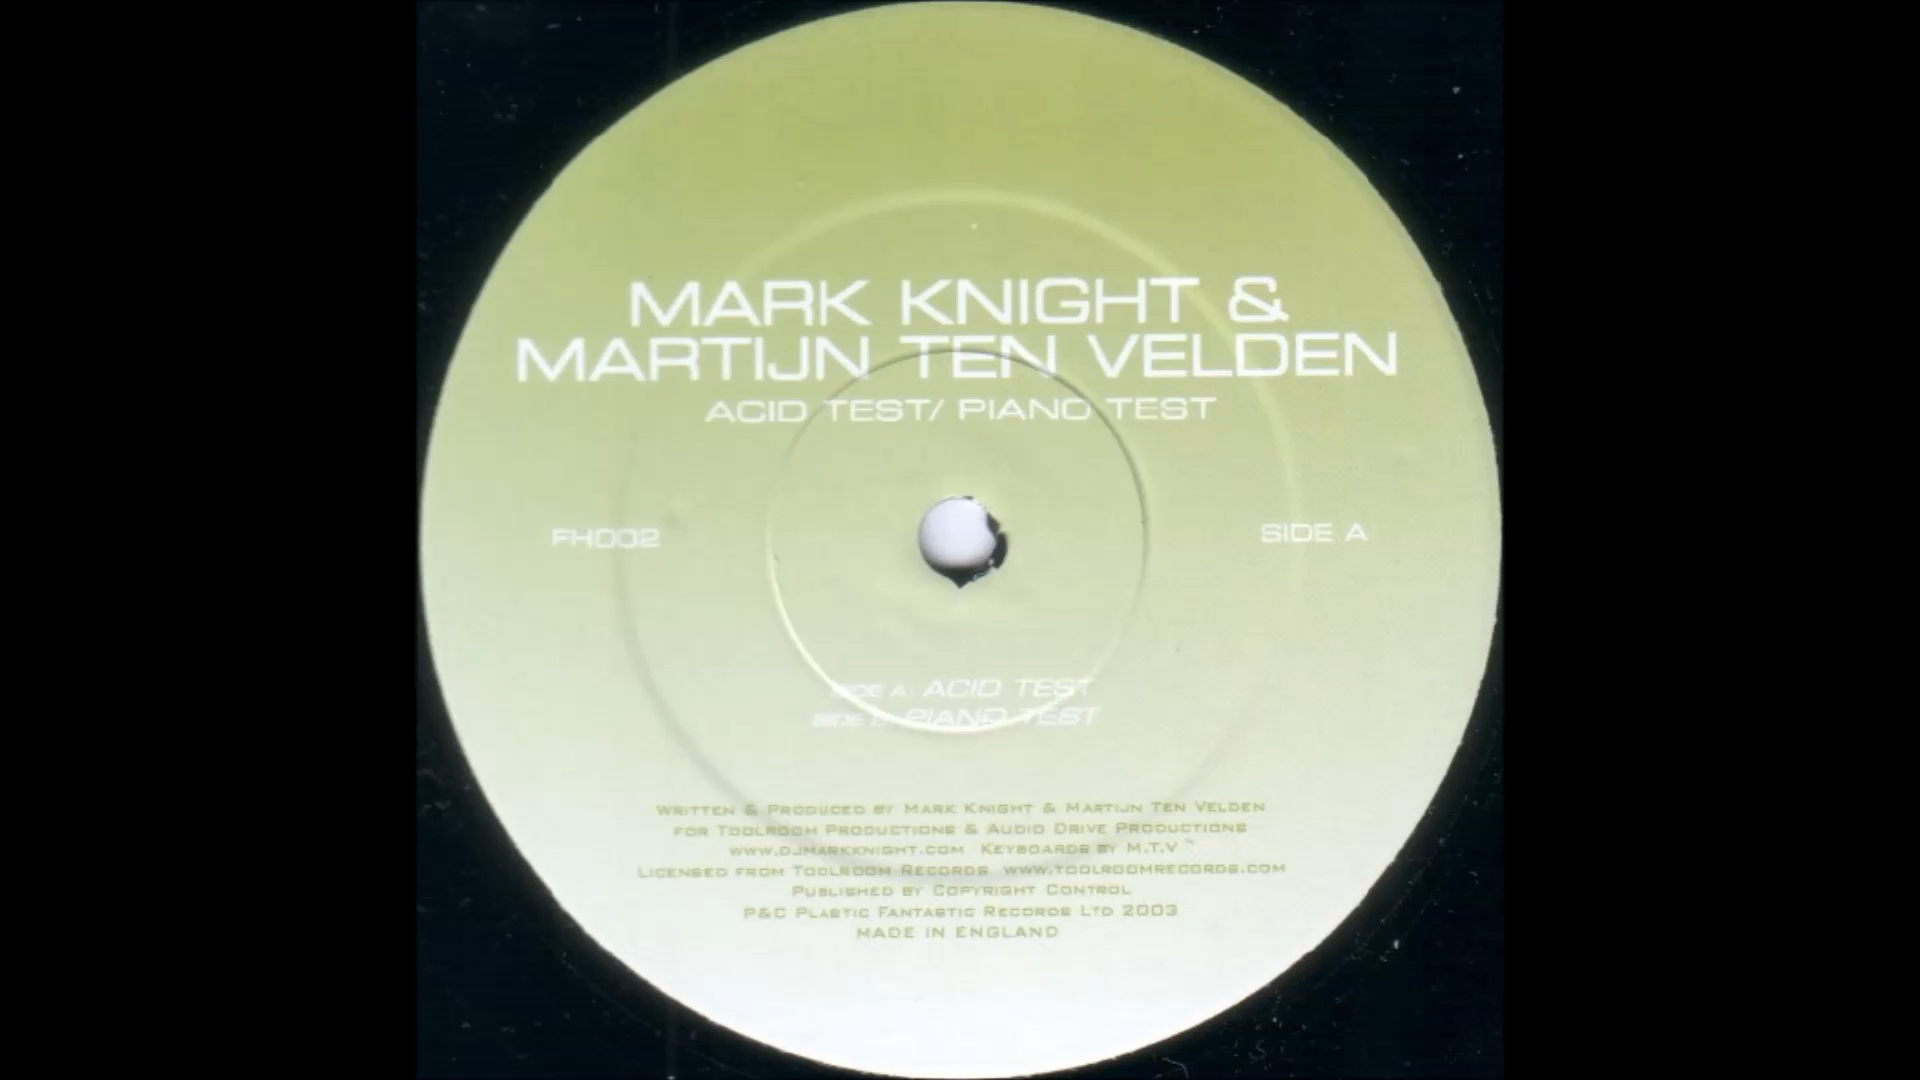 MARK KNIGHT &
MARTIJN TEN VELDEN
ACID TEST/ PIANO TEST
FH002
SIDE A
SIDE A: ACID TEST
SIDE B: PIANO TEST
WRITTEN & PRODUCED BY MARK KNIGHT & MARTIJN TEN VELDEN
FOR TOOLROOM PRODUCTIONS & AUDIO DRIVE PRODUCTIONS
WWW.DJMARKKNIGHT.COM KEYBOARDS BY M.T.V ™
LICENSED FROM TOOLROOM RECORDS WWW.TOOLROOMRECORDS.COM
PUBLISHED BY COPYRIGHT CONTROL
P&C PLASTIC FANTASTIC RECORDS LTD 2003
MADE IN ENGLAND